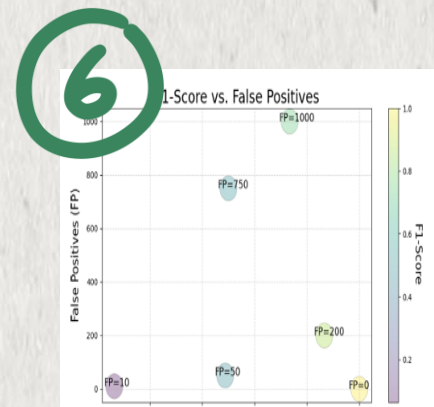 6
1-Score vs. False Positives
1000
800
600
400
200
0
False Positives (FP)
FP=1000
FP=750
FP=200
FP=50
FP=10
FP=0
1.0
0.8
0.6
0.4
0.2
F1-Score